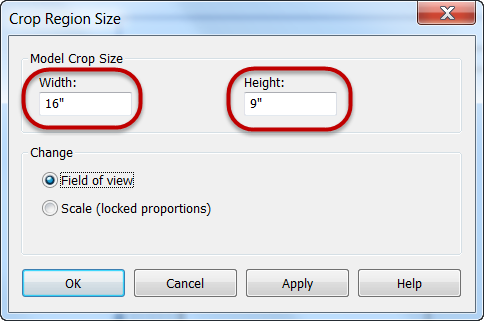 Crop Region Size
Model Crop Size
Width: Height:
16" 9"
Change
Field of view
Scale (locked proportions)
OK Cancel Apply Help